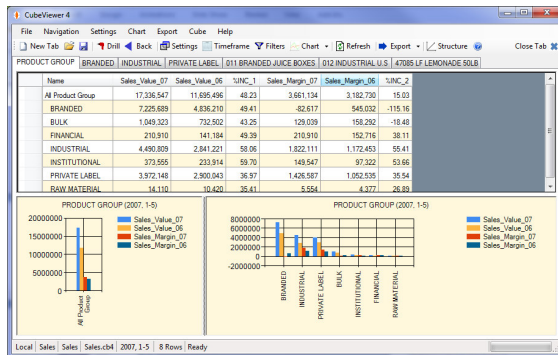 CubeViewer 4
File Navigation Settings Chart Export Cube Help
New Tab Drill Back Settings Timeframe Filters Chart Refresh Export Structure Close Tab
PRODUCT GROUP BRANDED INDUSTRIAL PRIVATE LABEL 011 BRANDED JUICE BOXES 012 INDUSTRIAL U.S 47085 LF LEMONADE 50LB
Name Sales_Value_07 Sales_Value_06 %INC_1 Sales_Margin_07 Sales_Margin_06 %INC_2
All Product Group 17,336,547 11,695,496 48.23 3,661,134 3,182,730 15.03
BRANDED 7,225,689 4,836,210 49.41 -82,617 545,032 -115.16
BULK 1,049,323 732,502 43.25 129,039 158,292 -18.48
FINANCIAL 210,910 141,184 49.39 210,910 152,716 38.11
INDUSTRIAL 4,490,809 2,841,221 58.06 1,822,111 1,172,453 55.41
INSTITUTIONAL 373,555 233,914 59.70 149,547 97,322 53.66
PRIVATE LABEL 3,972,148 2,900,043 36.97 1,426,587 1,052,535 35.54
RAW MATERIAL 14,110 10,420 35.41 5,554 4,377 26.89
PRODUCT GROUP (2007, 1-5)
20000000
15000000
10000000
5000000
0
All Product
Group
Sales_Value_07
Sales_Value_06
Sales_Margin_07
Sales_Margin_06
PRODUCT GROUP (2007, 1-5)
8000000
6000000
4000000
2000000
0
-2000000
BRANDED
INDUSTRIAL
PRIVATE LABEL
BULK
INSTITUTIONAL
FINANCIAL
RAW MATERIAL
Sales_Value_07
Sales_Value_06
Sales_Margin_07
Sales_Margin_06
Local Sales Sales Sales.cb4 2007, 1-5 8 Rows Ready